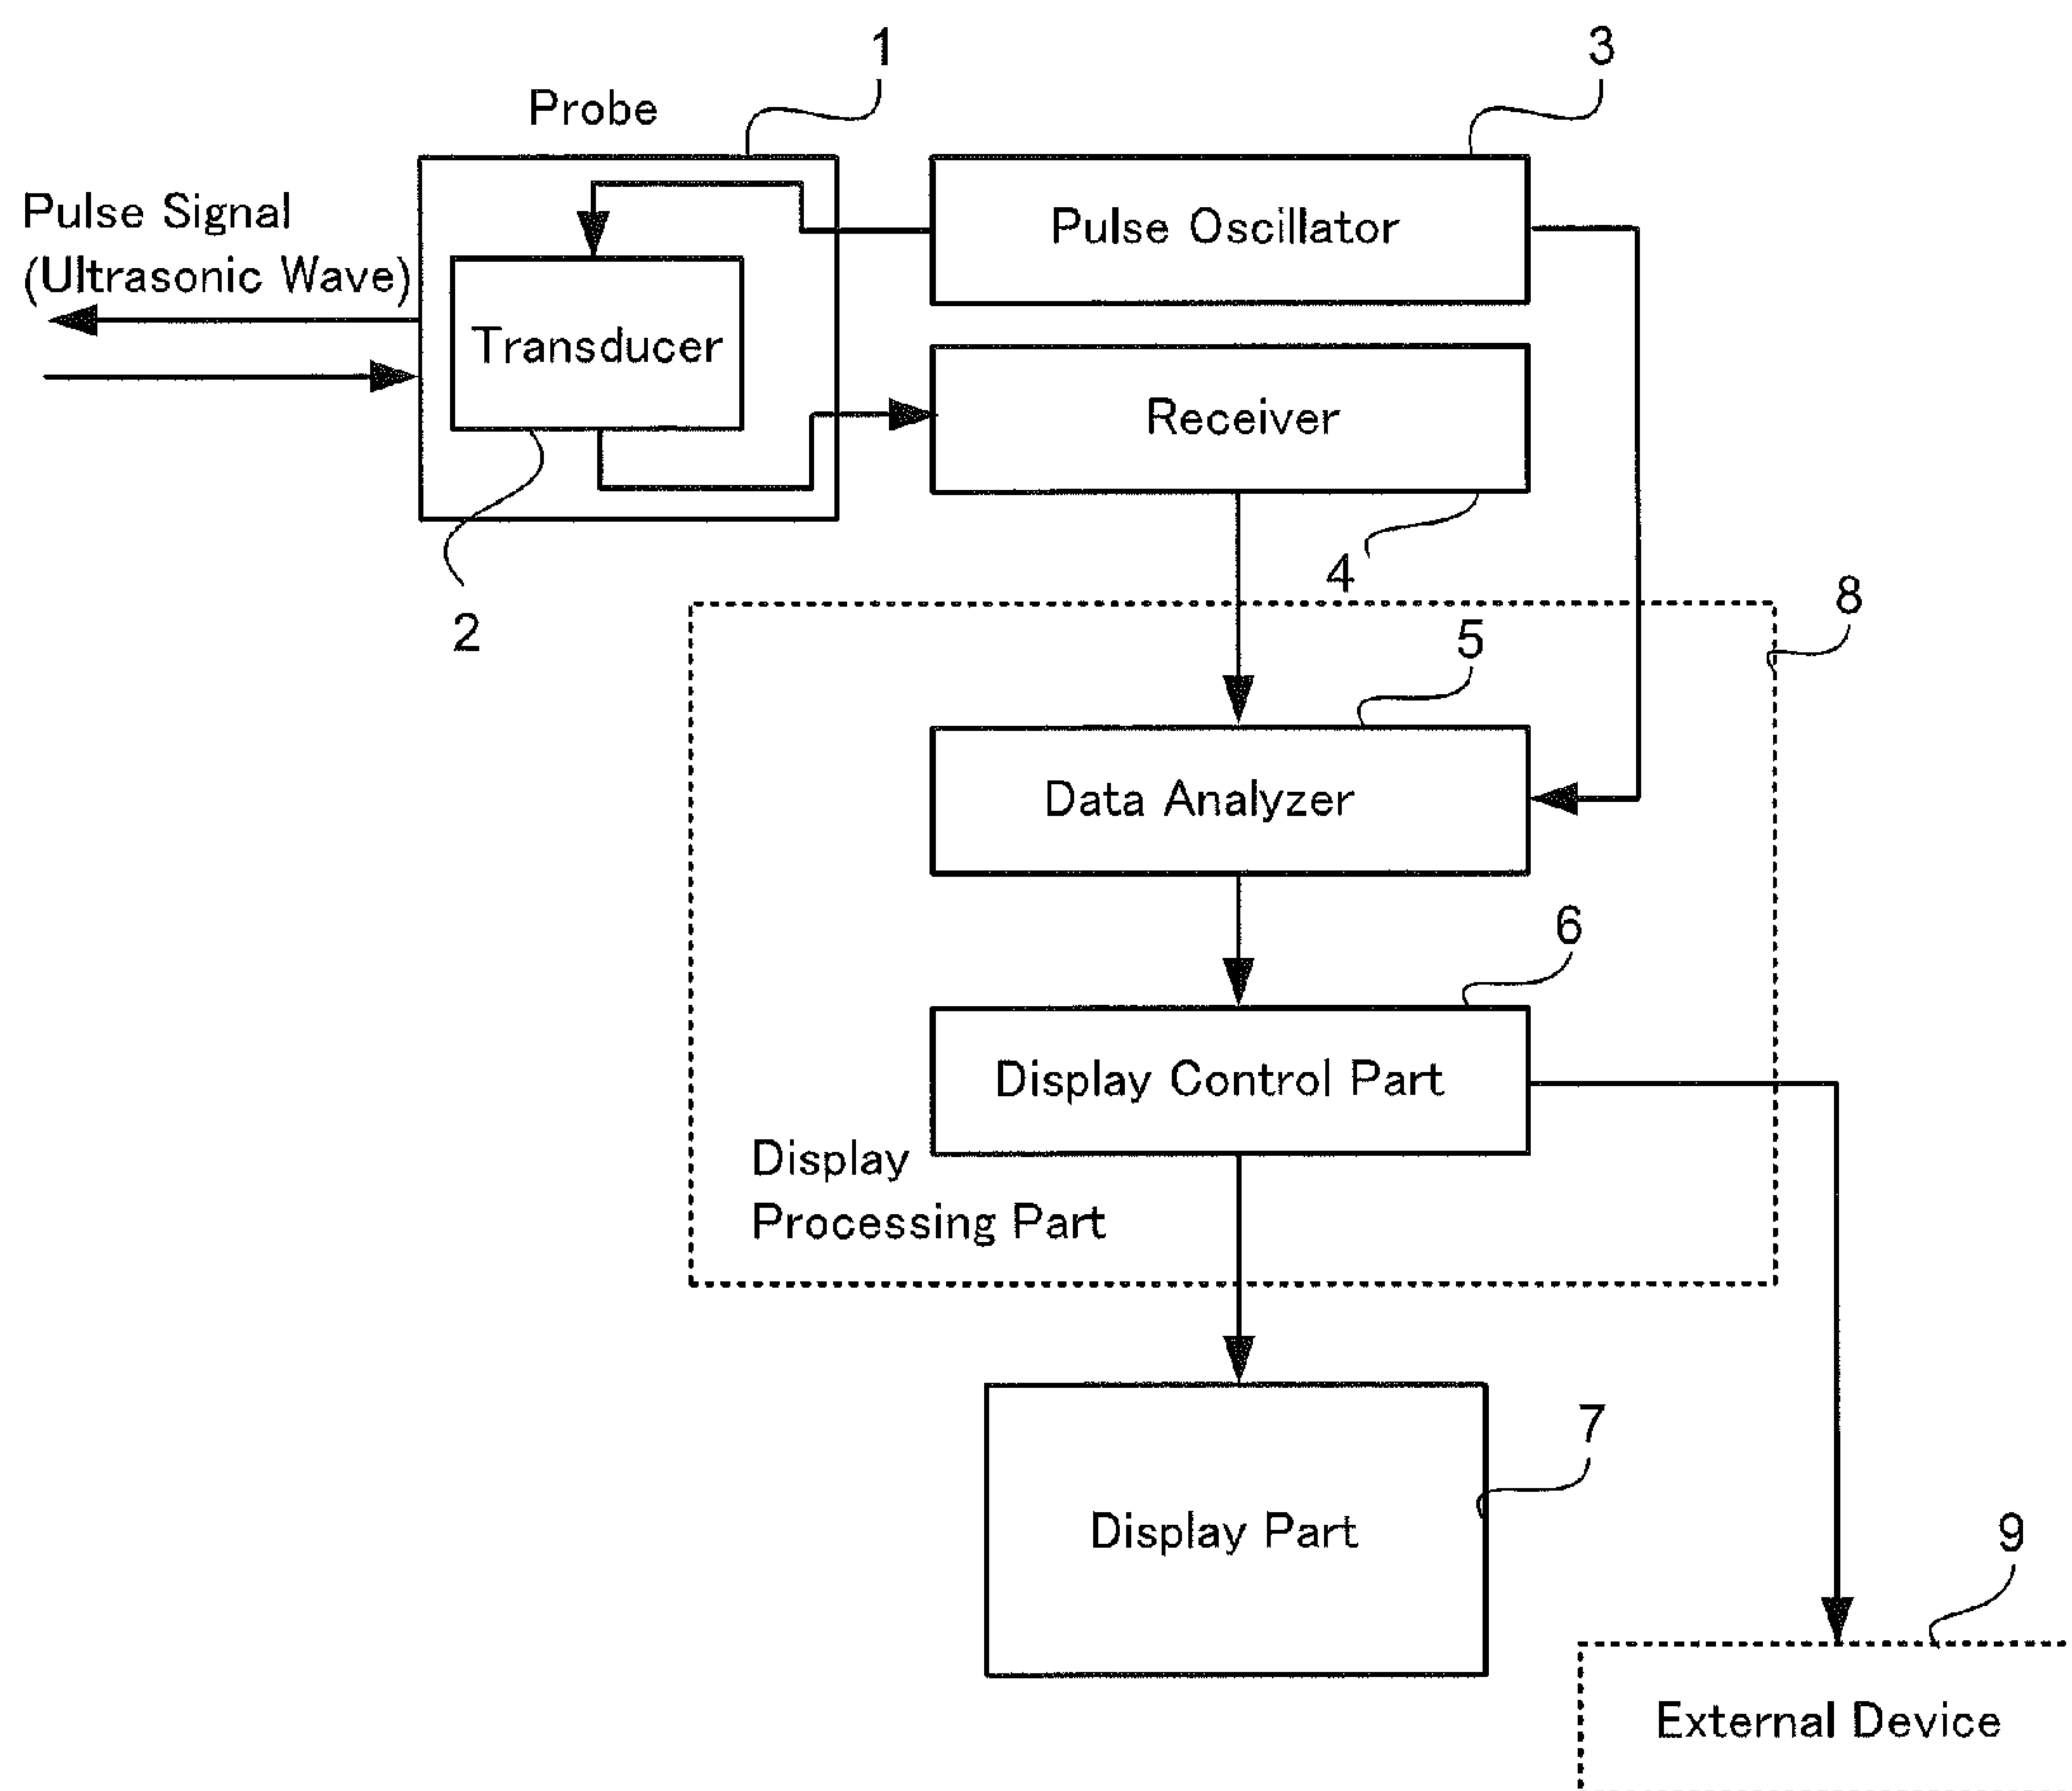 1
3
Probe
Pulse Signal
(Ultrasonic Wave)
Pulse Oscillator
Transducer
Receiver
4
8
2
5
Data Analyzer
6
Display Control Part
Display
Processing Part
7
Display Part
9
External Device